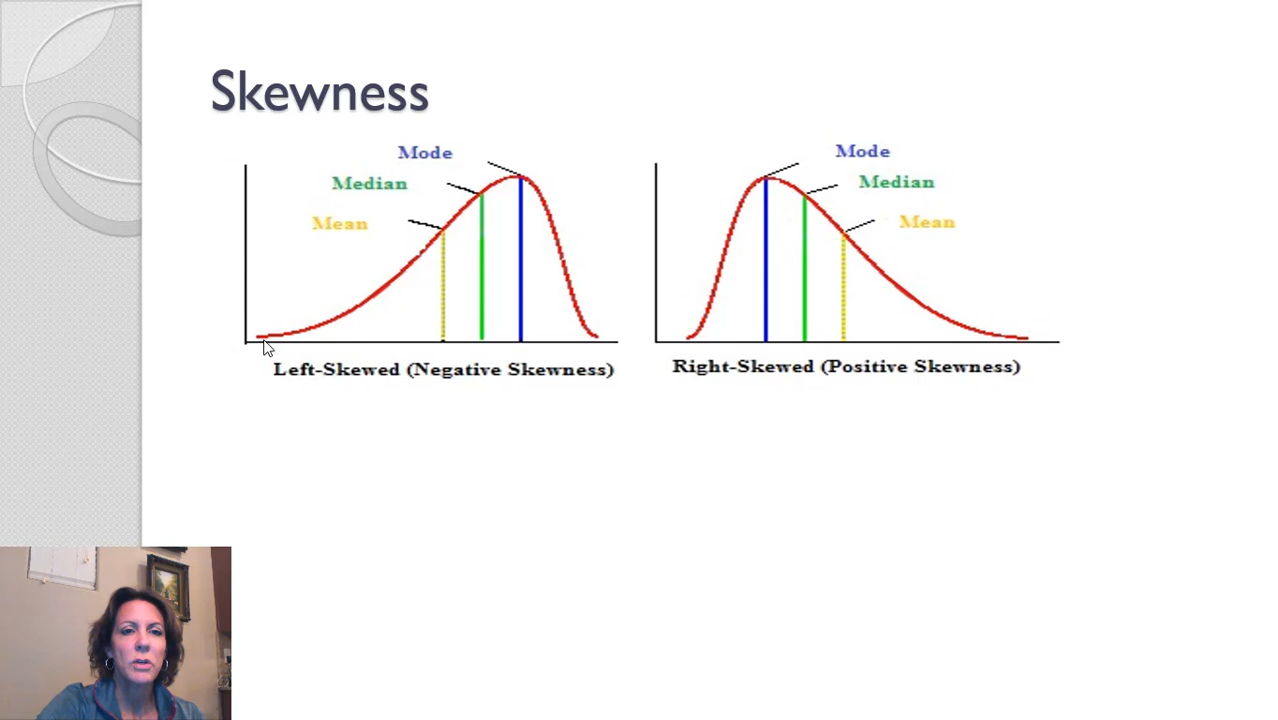 Skewness
Mode
Median
Mean
Left-Skewed (Negative Skewness)
Mode
Median
Mean
Right-Skewed (Positive Skewness)